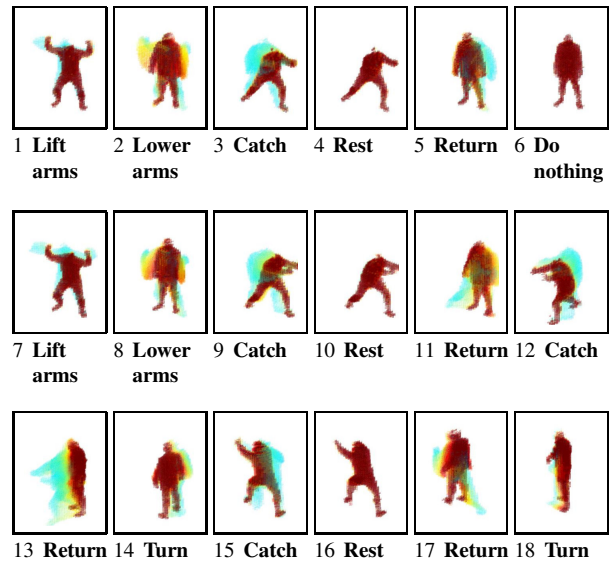 1 Lift arms
2 Lower arms
3 Catch
4 Rest
5 Return
6 Do nothing
7 Lift arms
8 Lower arms
9 Catch
10 Rest
11 Return
12 Catch
13 Return
14 Turn
15 Catch
16 Rest
17 Return
18 Turn